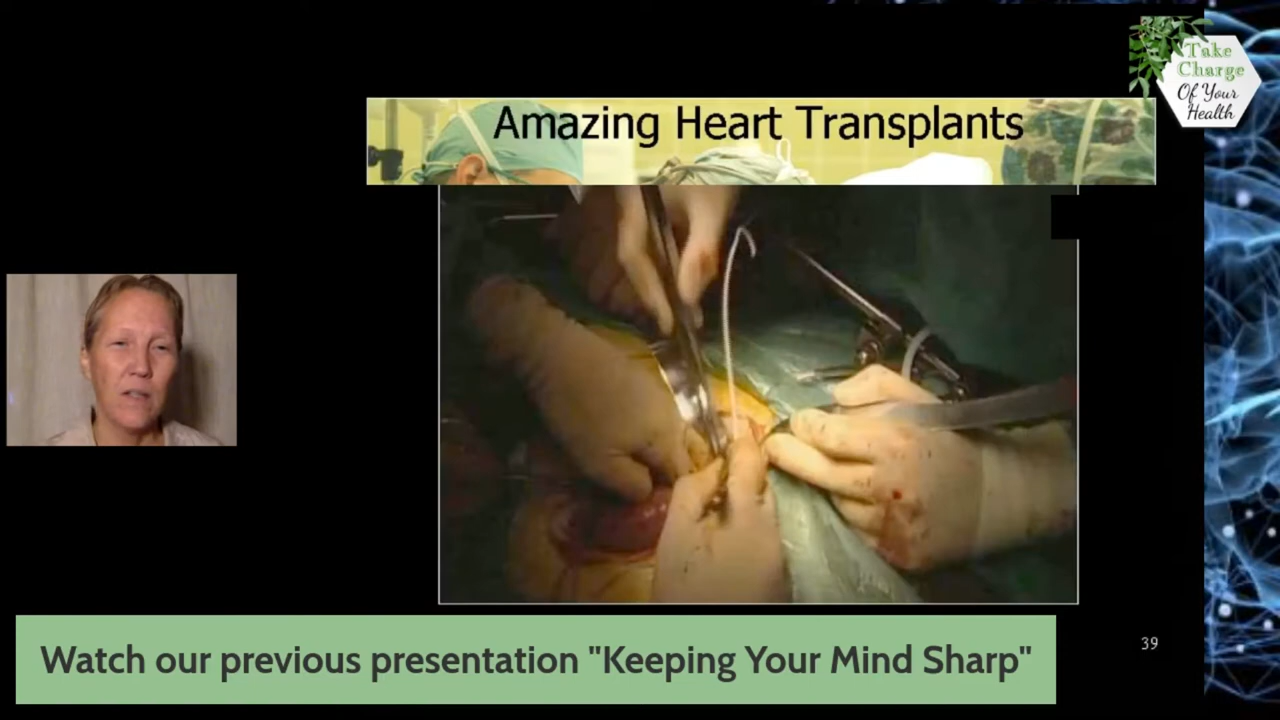 Take
Charge
Of Your
Health
Amazing Heart Transplants
39
Watch our previous presentation "Keeping Your Mind Sharp"